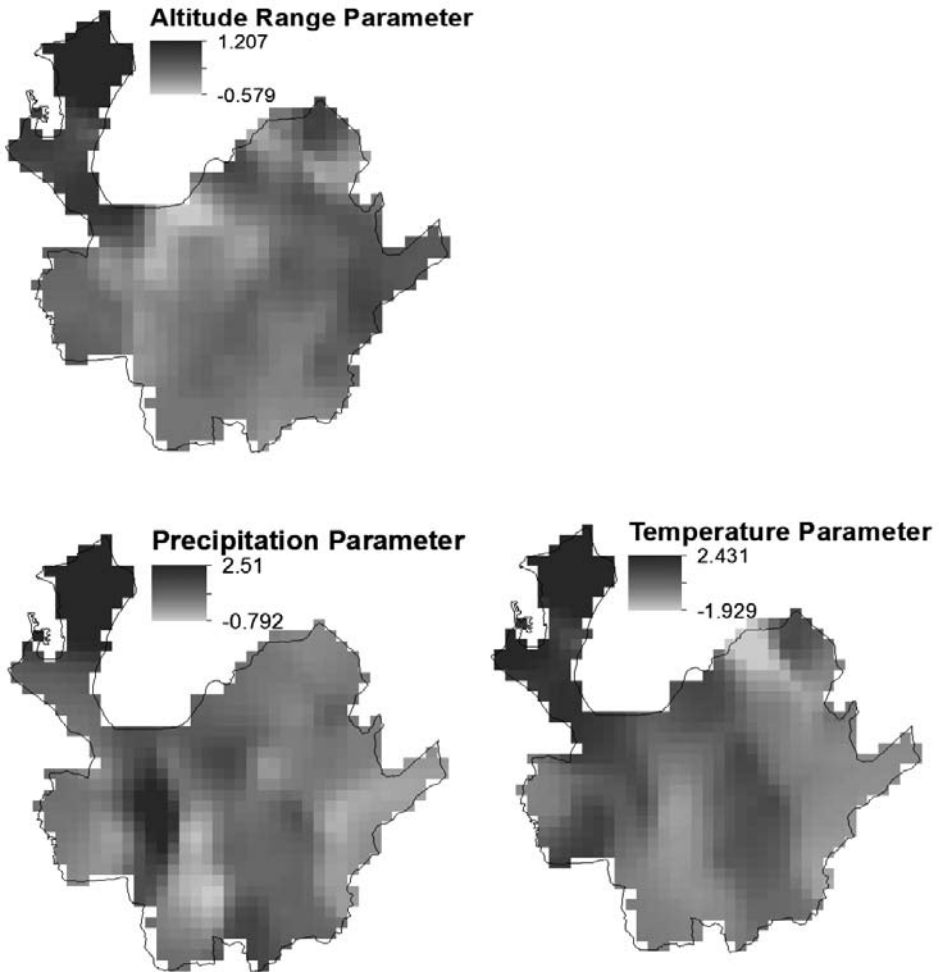 Altitude Range Parameter
1.207
-0.579
Precipitation Parameter
2.51
-0.792
Temperature Parameter
2.431
-1.929